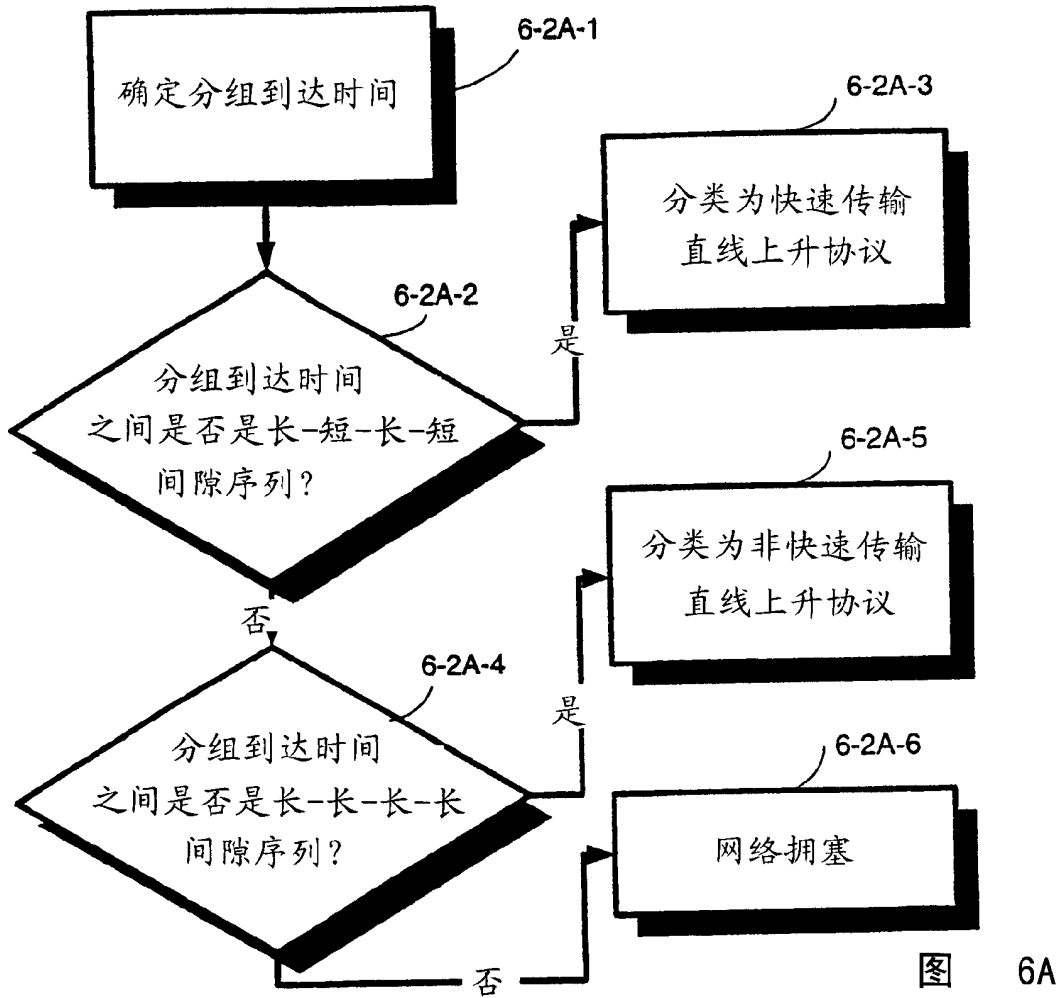 6-2A-1
确定分组到达时间
6-2A-3
分类为快速传输
直线上升协议
6-2A-2
是
分组到达时间
之间是否是长-短-长-短
间隙序列?
6-2A-5
分类为非快速传输
直线上升协议
否
6-2A-4
是
分组到达时间
之间是否是长-长-长-长
间隙序列?
6-2A-6
网络拥塞
否
图 6A